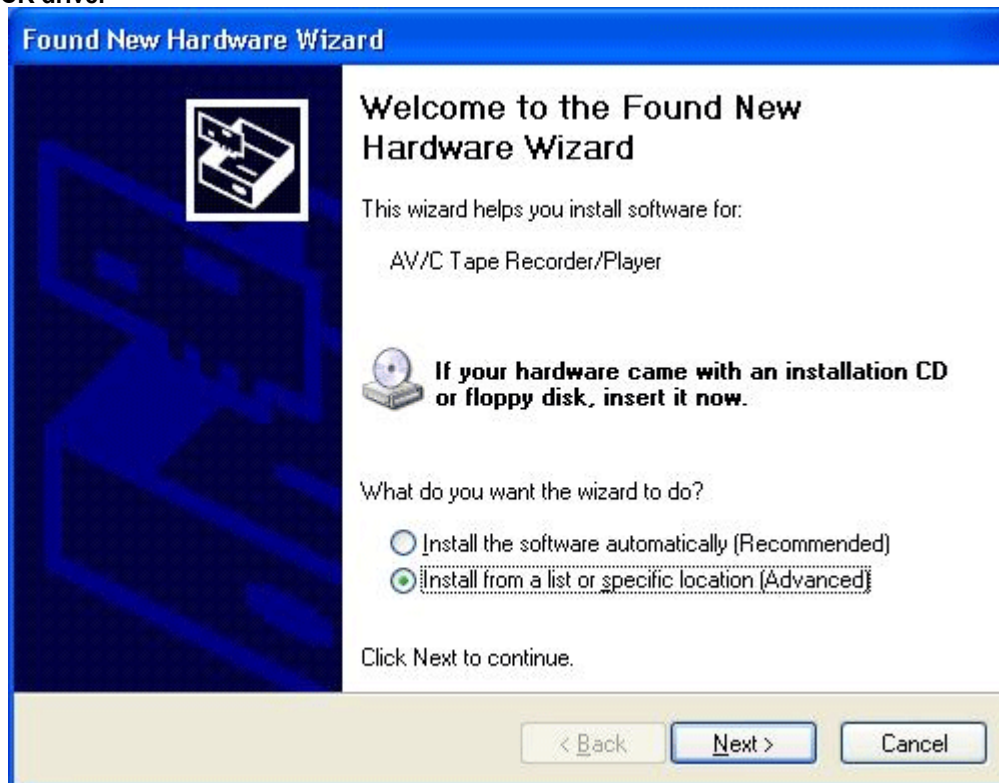 driver
Found New Hardware Wizard
Welcome to the Found New
Hardware Wizard
This wizard helps you install software for:
AV/C Tape Recorder/Player
If your hardware came with an installation CD
or floppy disk, insert it now.
What do you want the wizard to do?
Install the software automatically (Recommended)
Install from a list or specific location (Advanced)
Click Next to continue.
< Back
Next >
Cancel